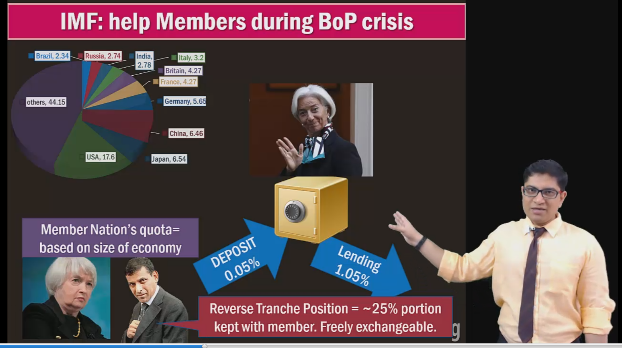 IMF: help Members during BoP crisis
Brazil, 2.34
Russia, 2.74
India,
2.78
Italy, 3.2
Britain, 4.27
France, 4.27
Germany, 5.65
China, 6.46
Japan, 6.54
USA, 17.6
others, 44.15
Member Nation's quota=
based on size of economy
DEPOSIT
0.05%
Lending
1.05%
Reverse Tranche Position = ~25% portion
kept with member. Freely exchangeable.
g